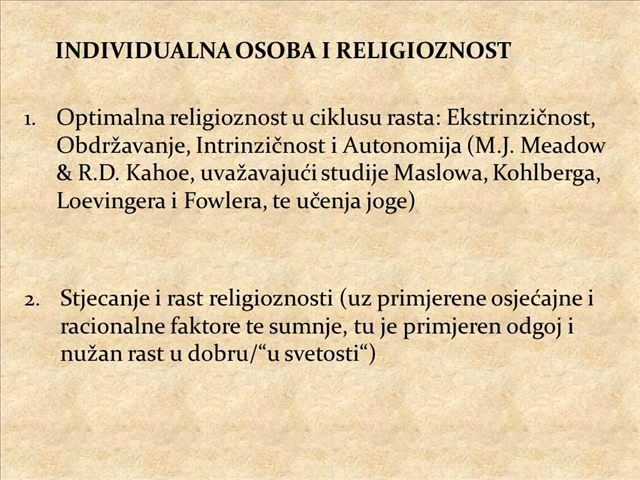 INDIVIDUALNA OSOBA I RELIGIOZNOST
1. Optimalna religioznost u ciklusu rasta: Ekstrinzičnost,
Obdržavanje, Intrinzičnost i Autonomija (M.J. Meadow
& R.D. Kahoe, uvažavajući studije Maslowa, Kohlberga,
Loevingera i Fowlera, te učenja joge)
2. Stjecanje i rast religioznosti (uz primjerene osjećajne i
racionalne faktore te sumnje, tu je primjeren odgoj i
nužan rast u dobru/“u svetosti“)